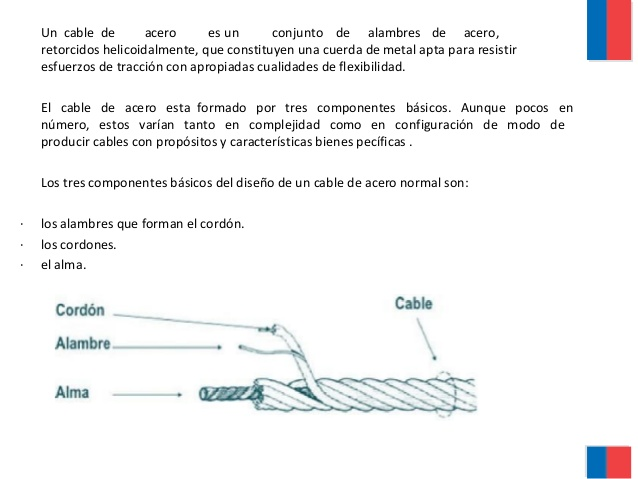 Un cable de acero es un conjunto de alambres de acero,
retorcidos helicoidalmente, que constituyen una cuerda de metal apta para resistir
esfuerzos de tracción con apropiadas cualidades de flexibilidad.
El cable de acero esta formado por tres componentes básicos. Aunque pocos en
número, estos varían tanto en complejidad como en configuración de modo de
producir cables con propósitos y características bienes pecíficas .
Los tres componentes básicos del diseño de un cable de acero normal son:
· los alambres que forman el cordón.
· los cordones.
· el alma.
Cordón
Cable
Alambre
Alma